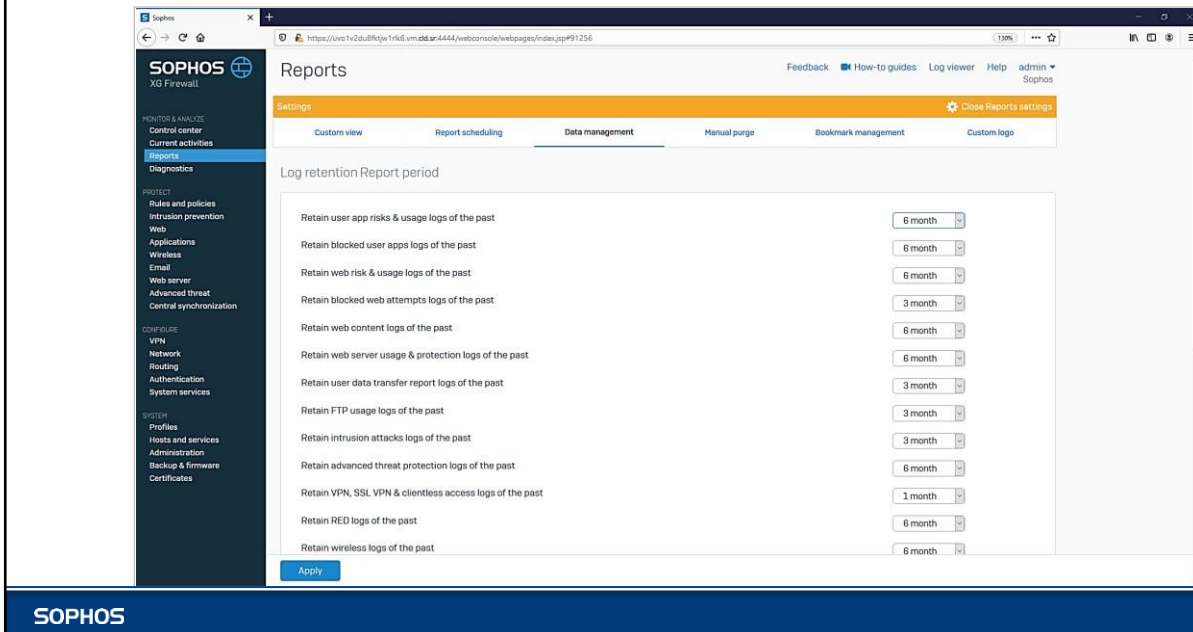 Sophos
https://uvo1v2du8fktjw1rlk6.vm.cld.sr:4444/webconsole/webpages/index.jsp#91256
130%
SOPHOS
XG Firewall
Reports
Feedback
How-to guides
Log viewer
Help
admin
Sophos
Settings
Close Reports settings
Custom view
Report scheduling
Data management
Manual purge
Bookmark management
Custom logo
MONITOR & ANALYZE
Control center
Current activities
Reports
Diagnostics
PROTECT
Rules and policies
Intrusion prevention
Web
Applications
Wireless
Email
Web server
Advanced threat
Central synchronization
CONFIGURE
VPN
Network
Routing
Authentication
System services
SYSTEM
Profiles
Hosts and services
Administration
Backup & firmware
Certificates
Log retention Report period
Retain user app risks & usage logs of the past 6 month
Retain blocked user apps logs of the past 6 month
Retain web risk & usage logs of the past 6 month
Retain blocked web attempts logs of the past 3 month
Retain web content logs of the past 6 month
Retain web server usage & protection logs of the past 6 month
Retain user data transfer report logs of the past 3 month
Retain FTP usage logs of the past 3 month
Retain intrusion attacks logs of the past 3 month
Retain advanced threat protection logs of the past 6 month
Retain VPN, SSL VPN & clientless access logs of the past 1 month
Retain RED logs of the past 6 month
Retain wireless logs of the past 6 month
Apply
SOPHOS